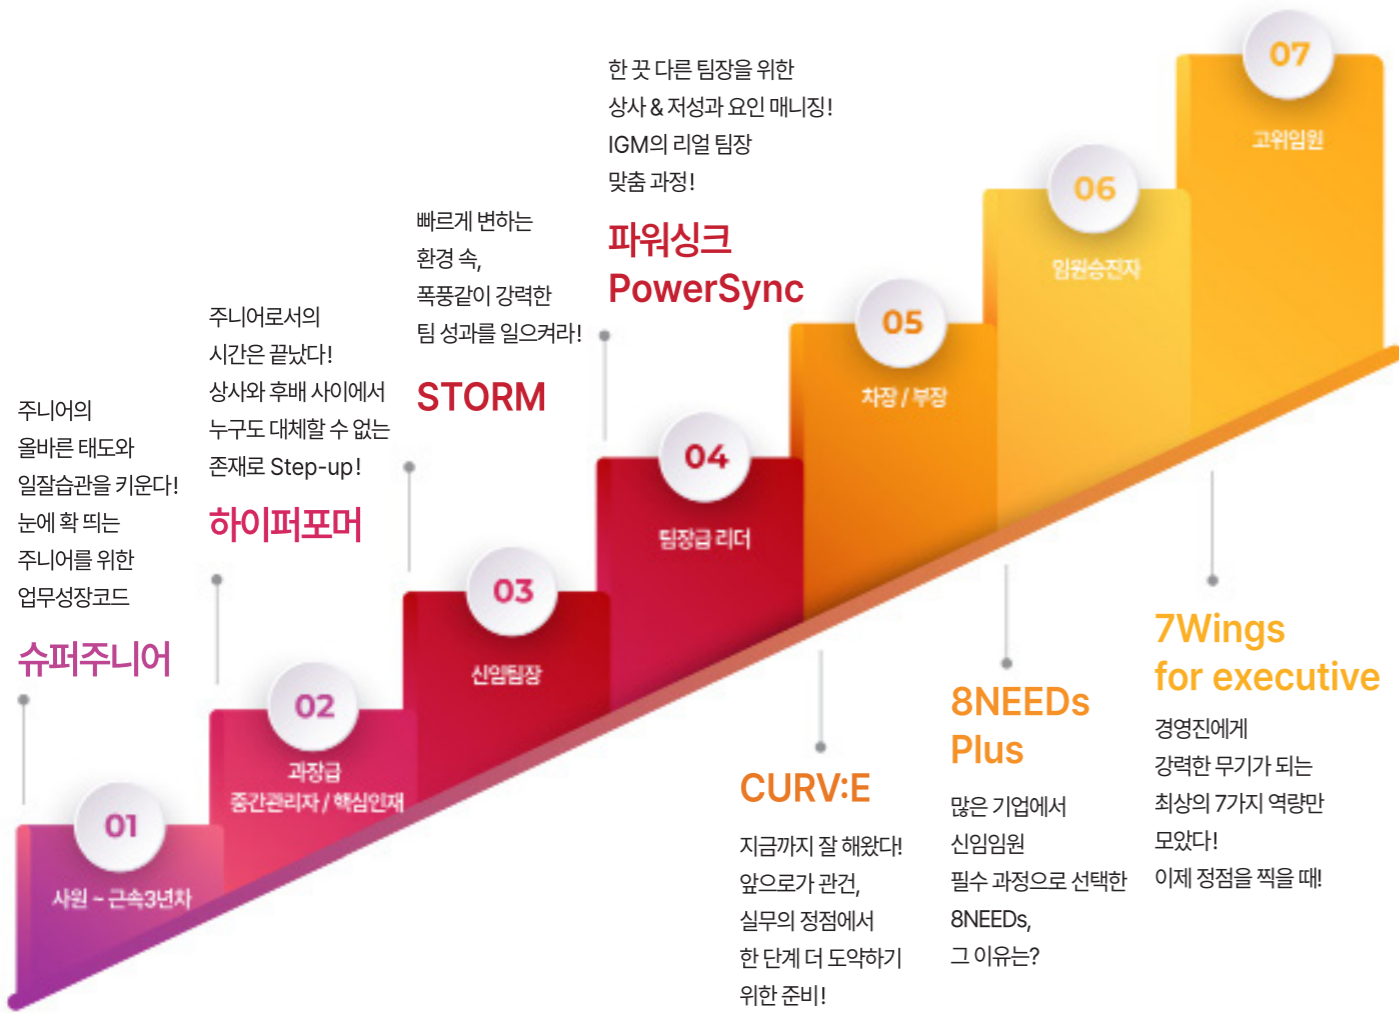 주니어의
올바른 태도와
일잘습관을 키운다!
눈에 확 띄는
주니어를 위한
업무성장코드
슈퍼주니어
01
사원 ~ 근속3년차
주니어로서의
시간은 끝났다!
상사와 후배 사이에서
누구도 대체할 수 없는
존재로 Step-up!
하이퍼포머
02
과장급
중간관리자 / 핵심인재
빠르게 변하는
환경 속,
폭풍같이 강력한
팀 성과를 일으켜라!
STORM
03
신임팀장
한 끗 다른 팀장을 위한
상사 & 저성과 요인 매니징!
IGM의 리얼 팀장
맞춤 과정!
파워싱크
PowerSync
04
팀장급 리더
05
차장 / 부장
CURV:E
지금까지 잘 해왔다!
앞으로가 관건,
실무의 정점에서
한 단계 더 도약하기
위한 준비!
06
임원승진자
8NEEDs
Plus
많은 기업에서
신임임원
필수 과정으로 선택한
8NEEDs,
그 이유는?
07
고위임원
7Wings
for executive
경영진에게
강력한 무기가 되는
최상의 7가지 역량만
모았다!
이제 정점을 찍을 때!